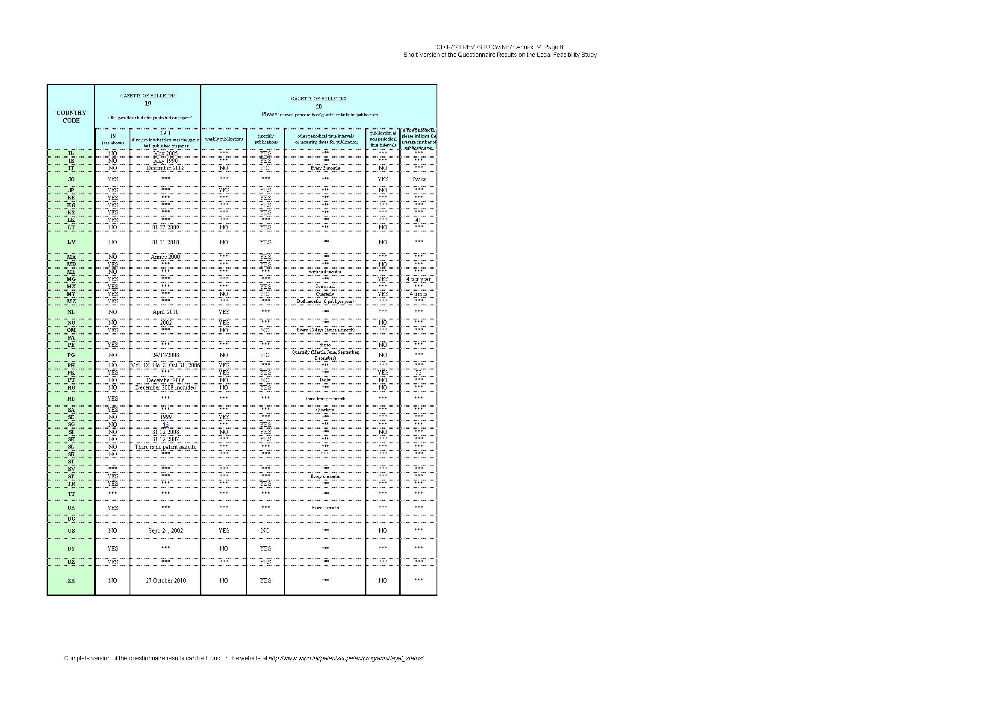 CDIP/4/3 REV./STUDY/INF/3 Annex IV, Page 8
Short Version of the Questionnaire Results on the Legal Feasibility Study
COUNTRY CODE
GAZETTE OR BULLETINS
19
Is the gazette or bulletin published on paper?
GAZETTE OR BULLETINS
20
Please indicate periodicity of gazette or bulletin publication.
19
(see above)
19.1
if no, up to what date was the gaz. or
bul. published on paper
weekly publications
monthly
publications
other periodical time intervals
or recurring dates for publication
publication at
non periodical
time intervals
if non periodical,
please indicate the
average number of
publication per
IL NO May 2005 *** YES *** *** ***
IS NO May 1990 *** YES *** *** ***
IT NO December 2008 NO NO Every 3 months NO ***
JO YES *** *** *** *** YES Twice
JP YES *** YES YES *** NO ***
KE YES *** *** YES *** *** ***
KG YES *** *** YES *** *** ***
KZ YES *** *** YES *** *** ***
LK YES *** *** *** *** *** 40
LT NO 01.07.2009 NO YES *** NO ***
LV NO 01.01.2010 NO YES *** NO ***
MA NO Année 2000 *** YES *** *** ***
MD YES *** *** YES *** NO ***
ME NO *** *** *** with in 4 months *** ***
MG YES *** *** *** *** YES 4 per year
MX YES *** *** YES Semestral *** ***
MY YES *** NO NO Quarterly YES 4 times
MZ YES *** *** *** Both months (6 publ.per year) *** ***
NL NO April 2010 YES *** *** *** ***
NO NO 2002 YES *** *** NO ***
OM YES *** NO NO Every 15 days (twice a month) *** ***
PA
PE YES *** *** *** diario NO ***
PG NO 24/12/2008 NO NO Quarterly (March, June, September, December) NO ***
PH NO Vol. IX No. 8, Oct.31, 2006 YES *** *** *** ***
PK YES *** YES YES *** YES 52
PT NO December 2006 NO NO Daily NO ***
RO NO December 2008 included NO YES *** NO ***
RU YES *** *** *** three time per month *** ***
SA YES *** *** *** Quarterly *** ***
SE NO 1999 YES *** *** *** ***
SG NO 16 *** YES *** *** ***
SI NO 31.12.2008 NO YES *** NO ***
SK NO 31.12.2007 *** YES *** *** ***
SL NO There is no patent gazette *** *** *** *** ***
SR NO *** *** *** *** *** ***
ST
SV *** *** *** *** *** *** ***
SY YES *** *** *** Every 6 months *** ***
TR YES *** *** YES *** *** ***
TT *** *** *** *** *** *** ***
UA YES *** *** *** twice a month *** ***
UG
US NO Sept. 24, 2002 YES NO *** NO ***
UY YES *** NO YES *** *** ***
UZ YES *** *** YES *** *** ***
ZA NO 27 October 2010 NO YES *** NO ***
Complete version of the questionnaire results can be found on the website at:http://www.wipo.int/patentscope/en/programs/legal_status/